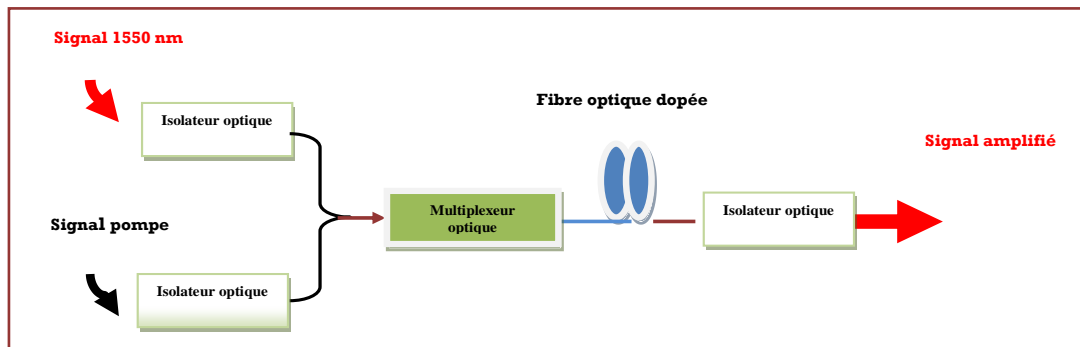 Signal 1550 nm
Isolateur optique
Fibre optique dopée
Signal amplifié
Signal pompe
Multiplexeur
optique
Isolateur optique
Isolateur optique